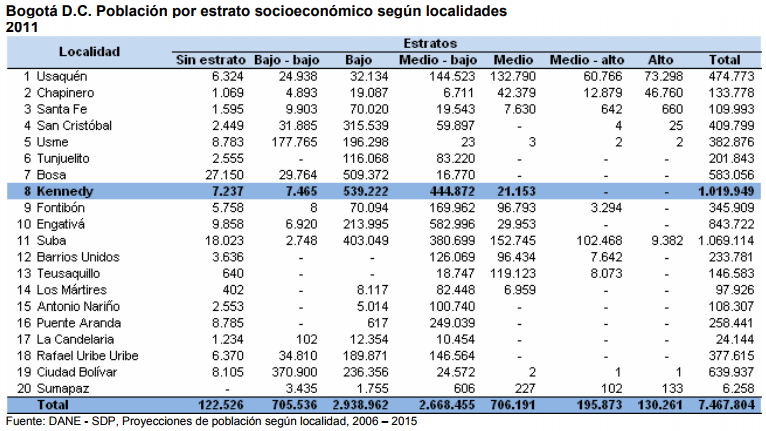 Bogotá D.C. Población por estrato socioeconómico según localidades
2011
Localidad Estratos
Sin estrato Bajo - bajo Bajo Medio - bajo Medio Medio - alto Alto Total
1 Usaquén 6.324 24.938 32.134 144.523 132.790 60.766 73.298 474.773
2 Chapinero 1.069 4.893 19.087 6.711 42.379 12.879 46.760 133.778
3 Santa Fe 1.595 9.903 70.020 19.543 7.630 642 660 109.993
4 San Cristóbal 2.449 31.885 315.539 59.897 - 4 25 409.799
5 Usme 8.783 177.765 196.298 23 3 2 2 382.876
6 Tunjuelito 2.555 - 116.068 83.220 - - - 201.843
7 Bosa 27.150 29.764 509.372 16.770 - - - 583.056
8 Kennedy 7.237 7.465 539.222 444.872 21.153 - - 1.019.949
9 Fontibón 5.758 8 70.094 169.962 96.793 3.294 - 345.909
10 Engativá 9.858 6.920 213.995 582.996 29.953 - - 843.722
11 Suba 18.023 2.748 403.049 380.699 152.745 102.468 9.382 1.069.114
12 Barrios Unidos 3.636 - - 126.069 96.434 7.642 - 233.781
13 Teusaquillo 640 - - 18.747 119.123 8.073 - 146.583
14 Los Mártires 402 - 8.117 82.448 6.959 - - 97.926
15 Antonio Nariño 2.553 - 5.014 100.740 - - - 108.307
16 Puente Aranda 8.785 - 617 249.039 - - - 258.441
17 La Candelaria 1.234 102 12.354 10.454 - - - 24.144
18 Rafael Uribe Uribe 6.370 34.810 189.871 146.564 - - - 377.615
19 Ciudad Bolívar 8.105 370.900 236.356 24.572 2 1 1 639.937
20 Sumapaz - 3.435 1.755 606 227 102 133 6.258
Total 122.526 705.536 2.938.962 2.668.455 706.191 195.873 130.261 7.467.804
Fuente: DANE - SDP, Proyecciones de población según localidad, 2006 – 2015